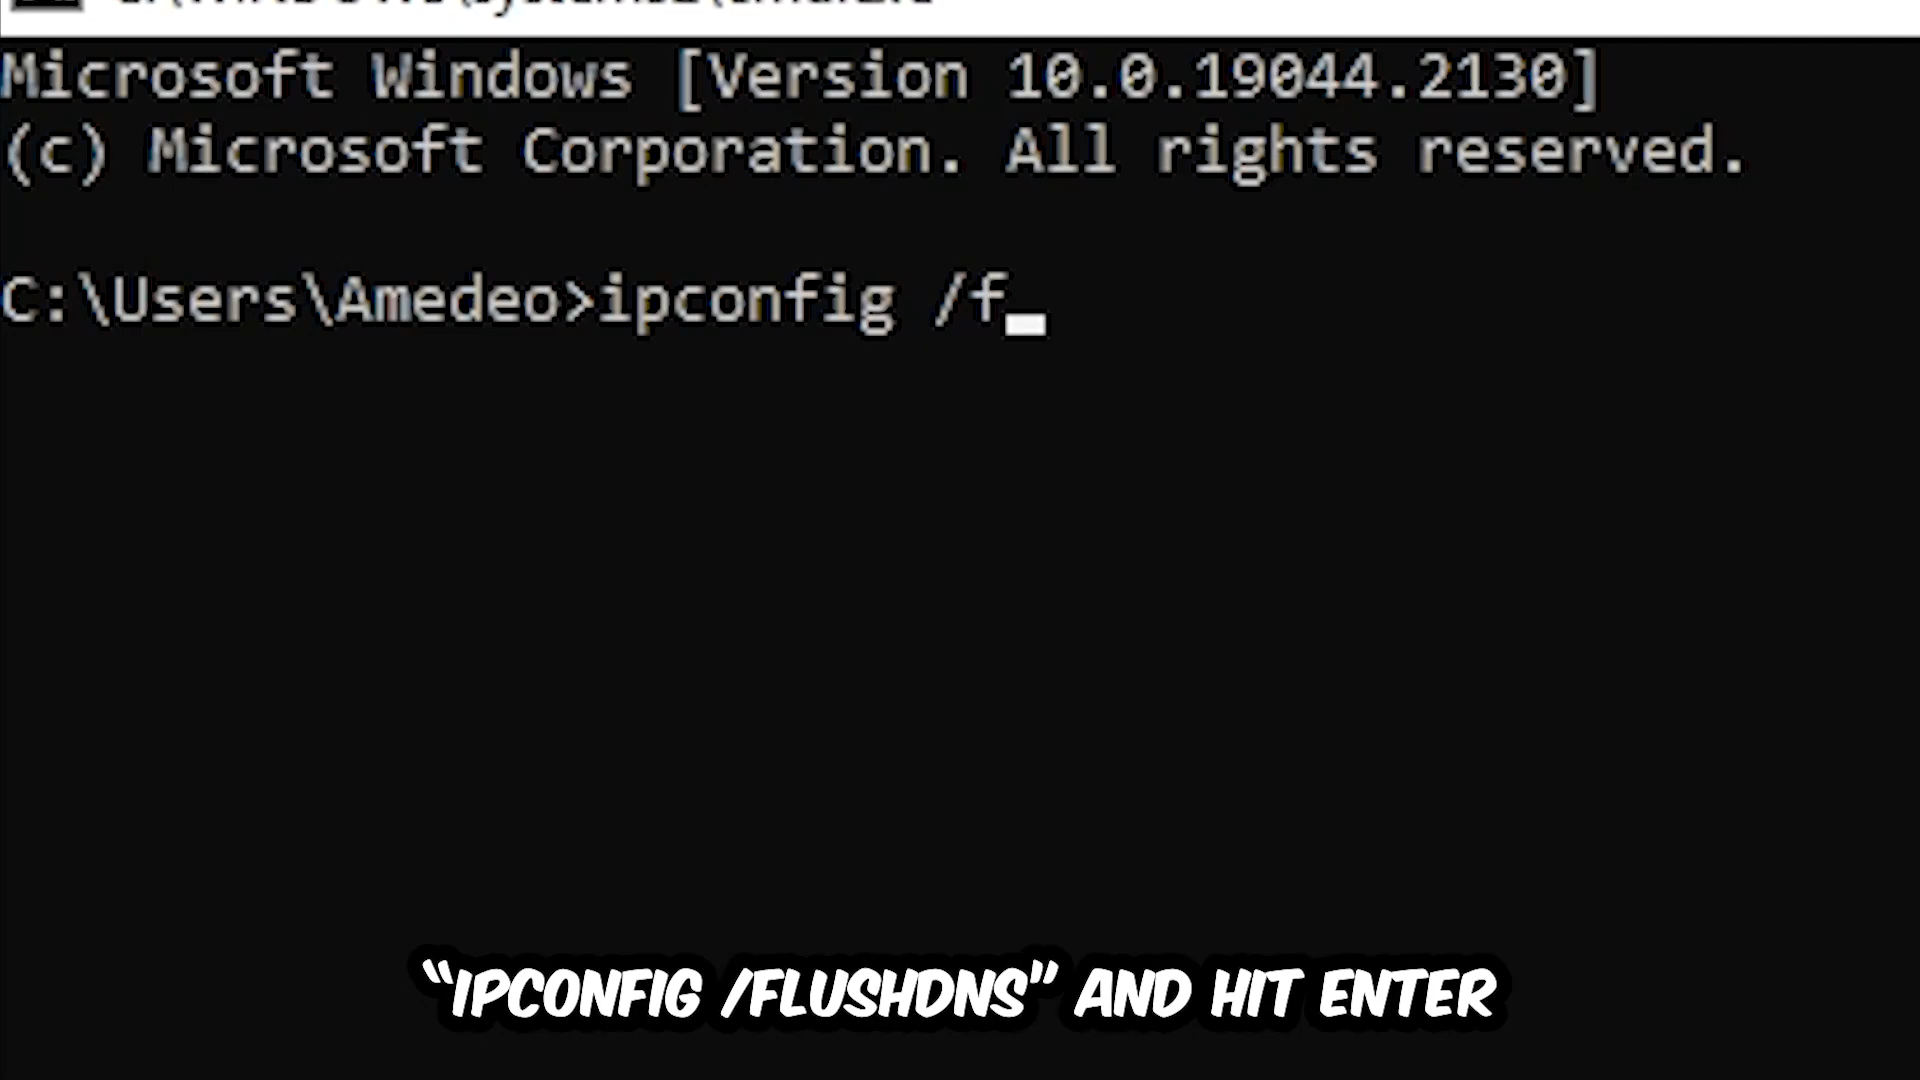 Microsoft Windows [Version 10.0.19044.2130]
(c) Microsoft Corporation. All rights reserved.
C:\Users\Amedeo>ipconfig /f
“IPCONFIG /FLUSHDNS” AND HIT ENTER